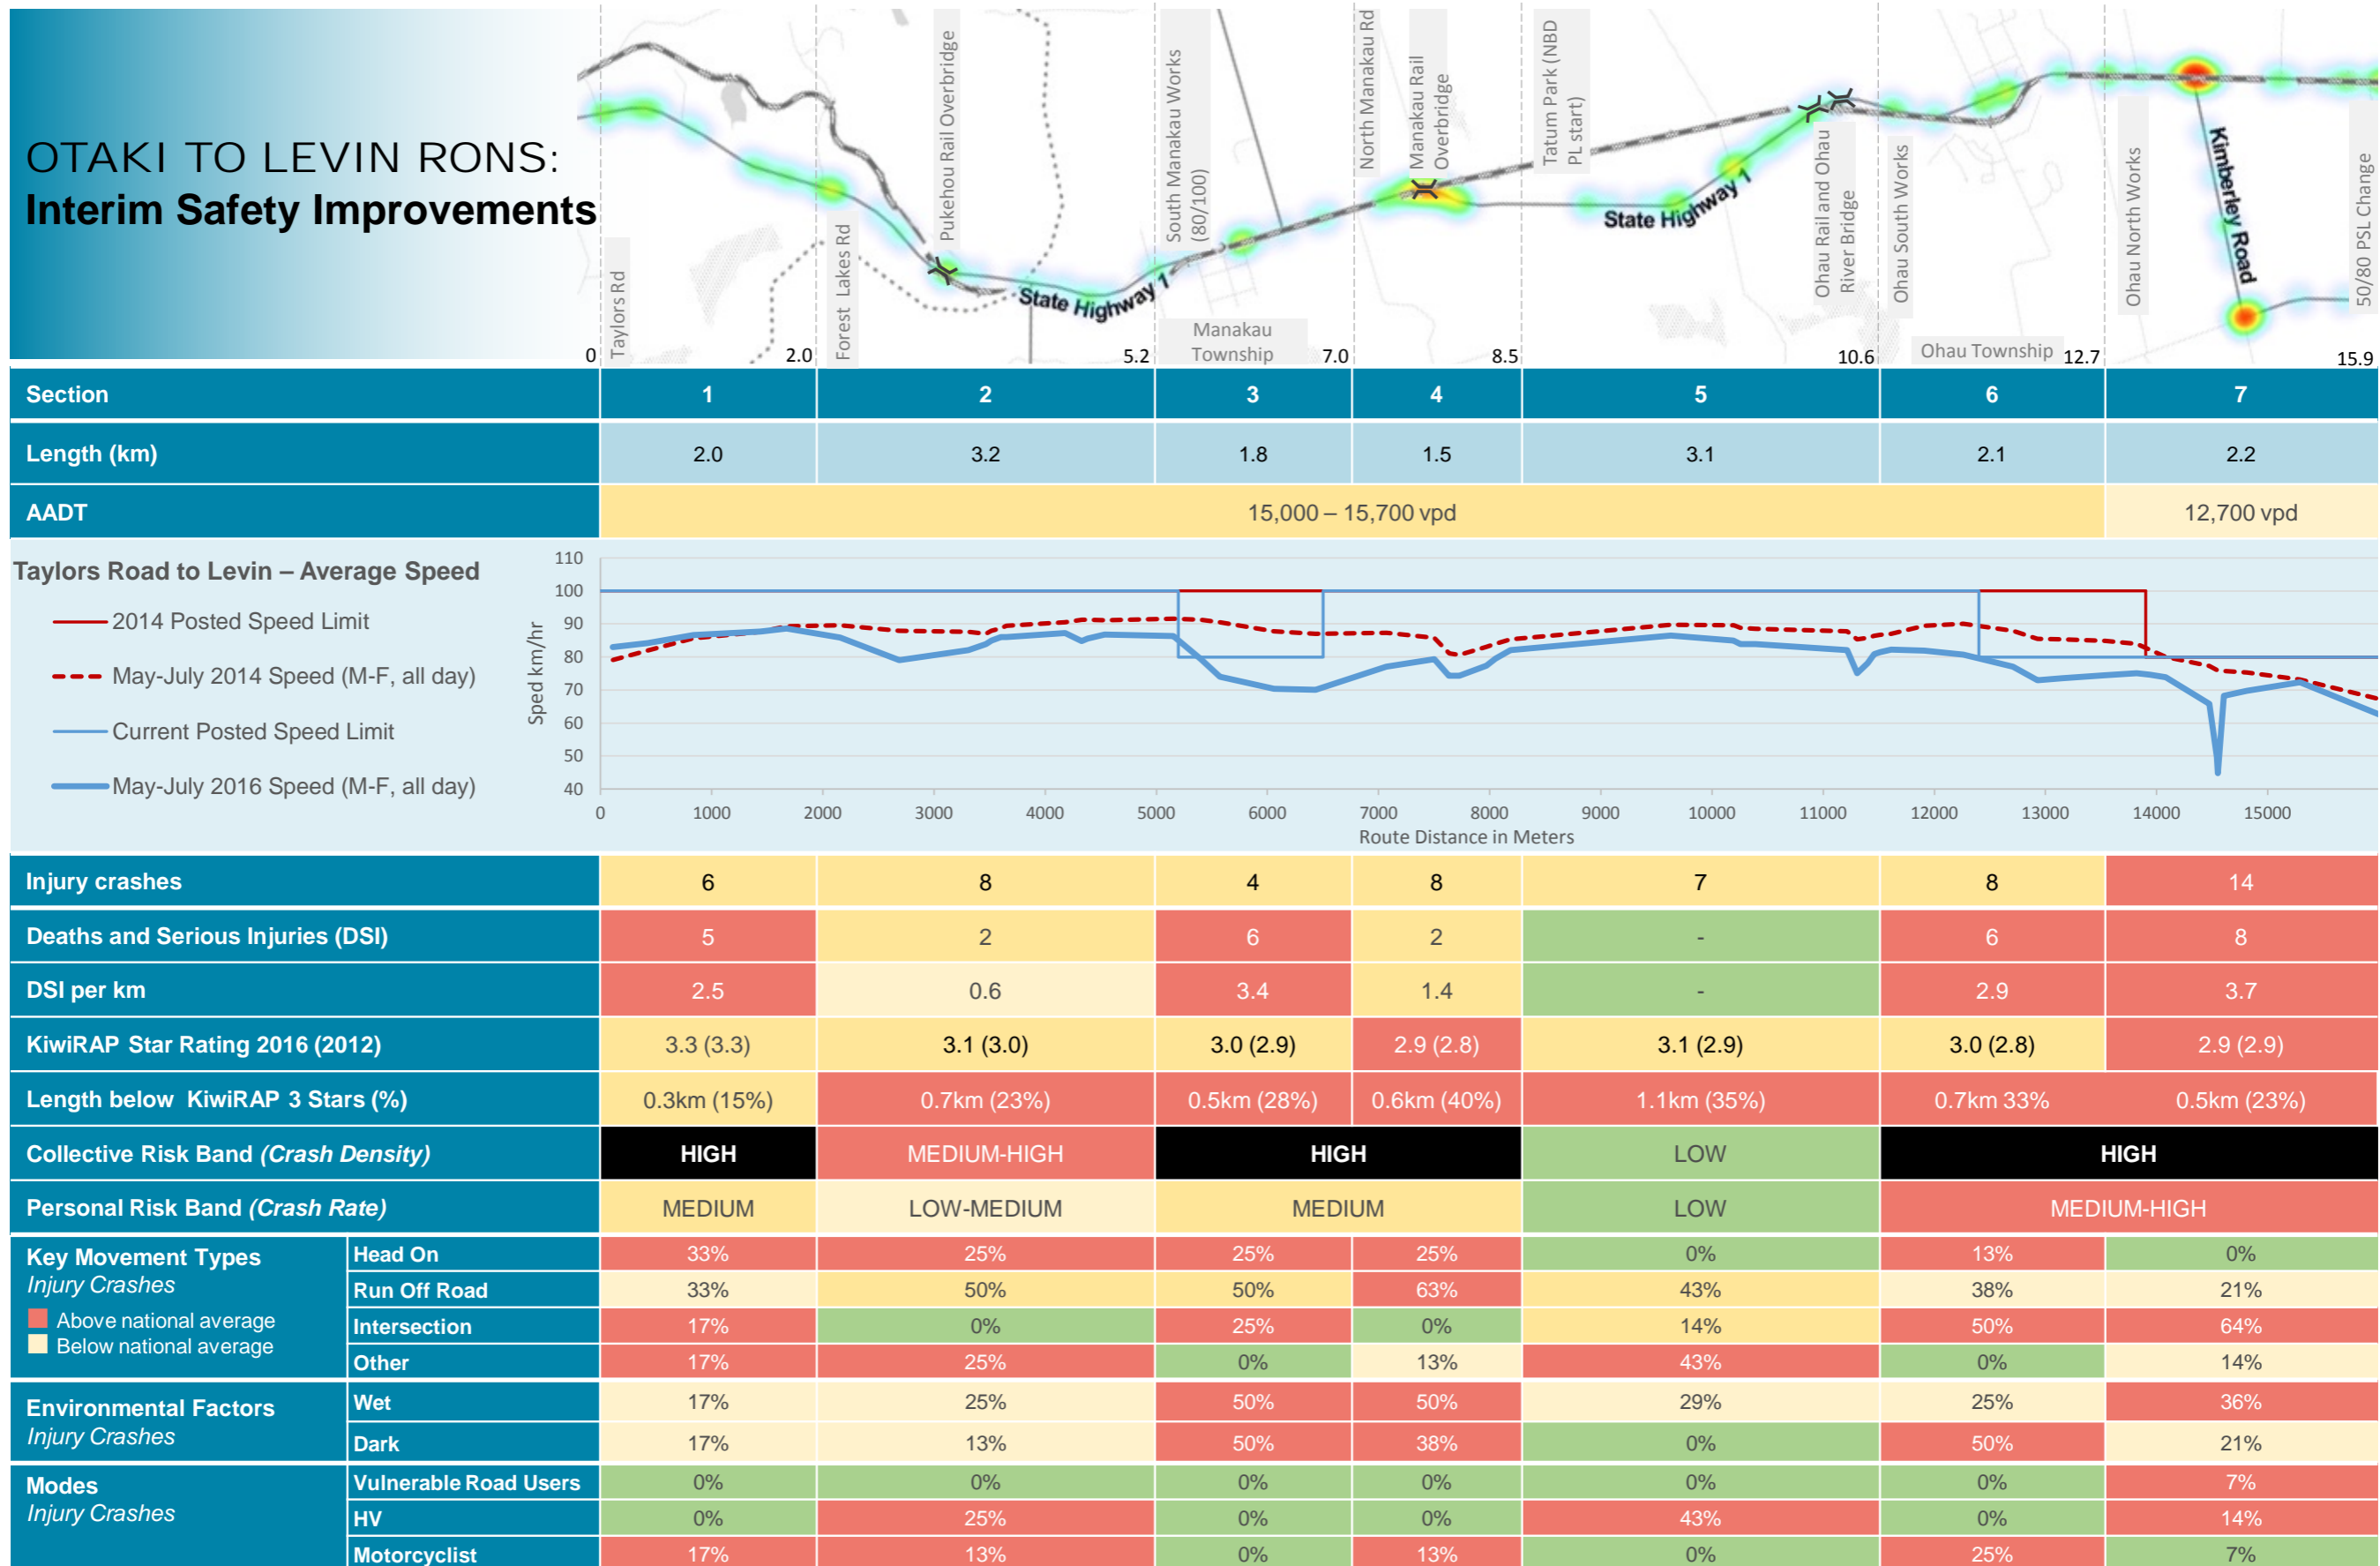 OTAKI TO LEVIN RONS:
Interim Safety Improvements
Taylors Rd
Forest Lakes Rd
Pukehou Rail Overbridge
South Manakau Works
(80/100)
North Manakau Rd
Manakau Rail
Overbridge
Tatum Park (NBD
PL start)
Ohau Rail and Ohau
River Bridge
Ohau South Works
Ohau North Works
50/80 PSL Change
State Highway 1
State Highway 1
Kimberley Road
Manakau
Township
Ohau Township
0 2.0 5.2 7.0 8.5 10.6 12.7 15.9
Section 1 2 3 4 5 6 7
Length (km) 2.0 3.2 1.8 1.5 3.1 2.1 2.2
AADT 15,000 – 15,700 vpd 12,700 vpd
Taylors Road to Levin – Average Speed
2014 Posted Speed Limit
May-July 2014 Speed (M-F, all day)
Current Posted Speed Limit
May-July 2016 Speed (M-F, all day)
Sped km/hr
110
100
90
80
70
60
50
40
0 1000 2000 3000 4000 5000 6000 7000 8000 9000 10000 11000 12000 13000 14000 15000
Route Distance in Meters
Injury crashes 6 8 4 8 7 8 14
Deaths and Serious Injuries (DSI) 5 2 6 2 - 6 8
DSI per km 2.5 0.6 3.4 1.4 - 2.9 3.7
KiwiRAP Star Rating 2016 (2012) 3.3 (3.3) 3.1 (3.0) 3.0 (2.9) 2.9 (2.8) 3.1 (2.9) 3.0 (2.8) 2.9 (2.9)
Length below KiwiRAP 3 Stars (%) 0.3km (15%) 0.7km (23%) 0.5km (28%) 0.6km (40%) 1.1km (35%) 0.7km 33% 0.5km (23%)
Collective Risk Band (Crash Density) HIGH MEDIUM-HIGH HIGH LOW HIGH
Personal Risk Band (Crash Rate) MEDIUM LOW-MEDIUM MEDIUM LOW MEDIUM-HIGH
Key Movement Types
Injury Crashes
Above national average
Below national average
Head On 33% 25% 25% 25% 0% 13% 0%
Run Off Road 33% 50% 50% 63% 43% 38% 21%
Intersection 17% 0% 25% 0% 14% 50% 64%
Other 17% 25% 0% 13% 43% 0% 14%
Environmental Factors
Injury Crashes
Wet 17% 25% 50% 50% 29% 25% 36%
Dark 17% 13% 50% 38% 0% 50% 21%
Modes
Injury Crashes
Vulnerable Road Users 0% 0% 0% 0% 0% 0% 7%
HV 0% 25% 0% 0% 43% 0% 14%
Motorcyclist 17% 13% 0% 13% 0% 25% 7%